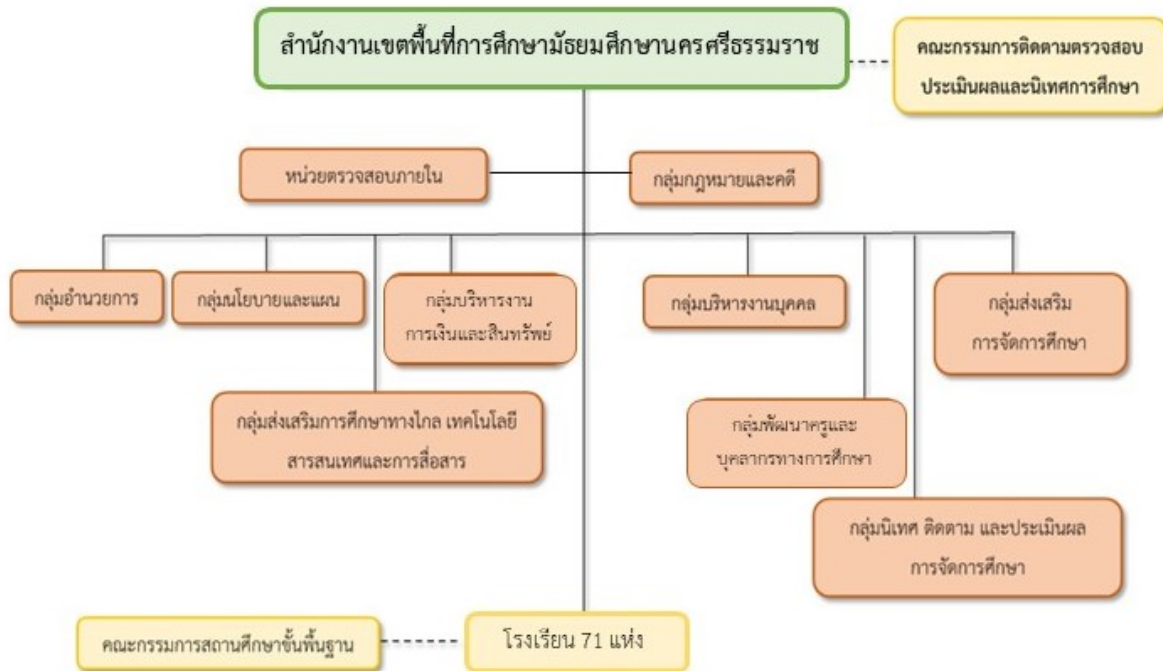 สำนักงานเขตพื้นที่การศึกษามัธยมศึกษานครศรีธรรมราช
คณะกรรมการติดตามตรวจสอบ
ประเมินผลและนิเทศการศึกษา
หน่วยตรวจสอบภายใน
กลุ่มกฎหมายและคดี
กลุ่มอำนวยการ
กลุ่มนโยบายและแผน
กลุ่มบริหารงาน
การเงินและสินทรัพย์
กลุ่มบริหารงานบุคคล
กลุ่มส่งเสริม
การจัดการศึกษา
กลุ่มส่งเสริมการศึกษาทางไกล เทคโนโลยี
สารสนเทศและการสื่อสาร
กลุ่มพัฒนาครูและ
บุคลากรทางการศึกษา
กลุ่มนิเทศ ติดตาม และประเมินผล
การจัดการศึกษา
คณะกรรมการสถานศึกษาขั้นพื้นฐาน
โรงเรียน 71 แห่ง